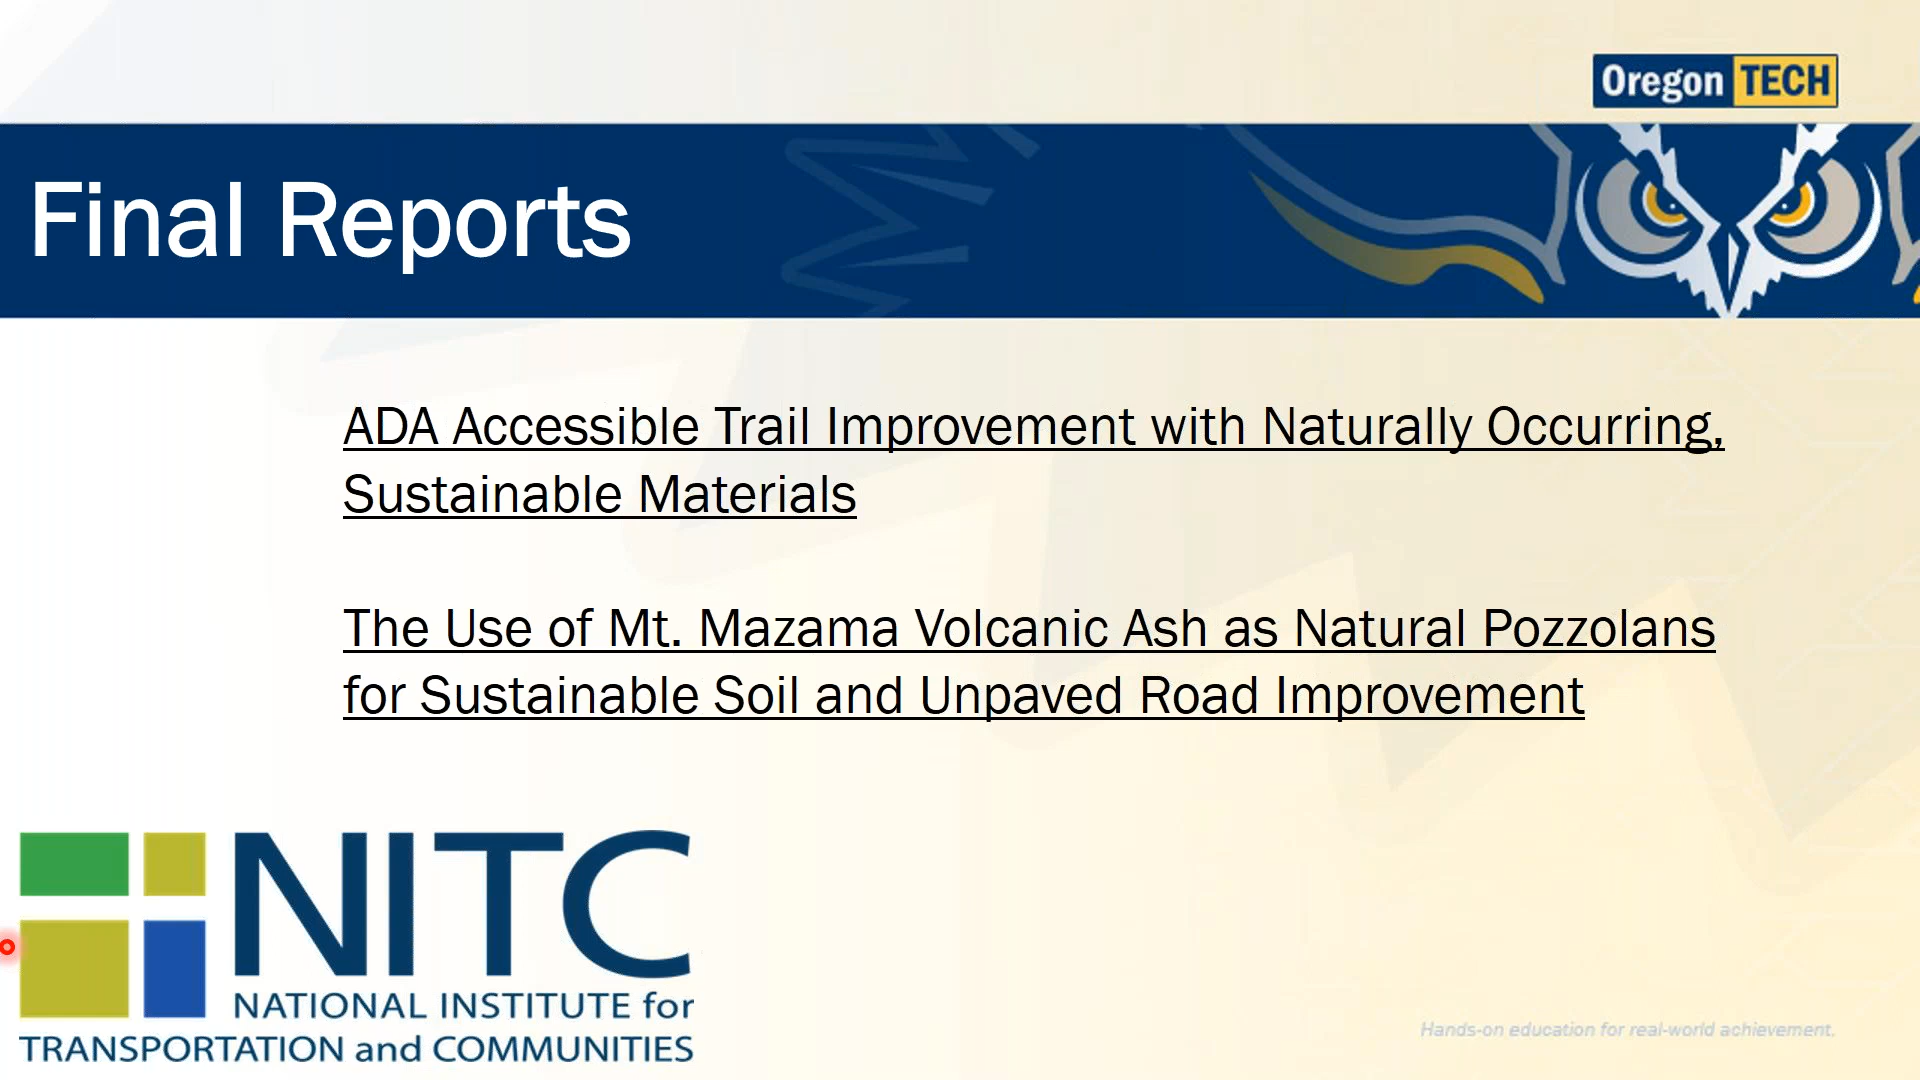 Oregon TECH
Final Reports
ADA Accessible Trail Improvement with Naturally Occurring,
Sustainable Materials
The Use of Mt. Mazama Volcanic Ash as Natural Pozzolans
for Sustainable Soil and Unpaved Road Improvement
NITC
NATIONAL INSTITUTE for
TRANSPORTATION and COMMUNITIES
Hands-on education for real-world achievement.